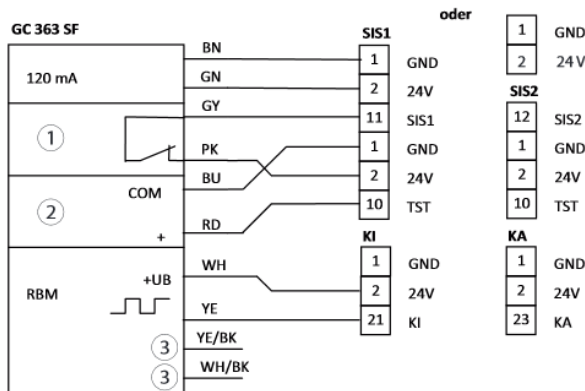 oder
GC 363 SF
SIS1
1 GND
2 24V
SIS2
120 mA
BN
GN
GY
PK
BU
RD
1
COM
2
+
1 GND
2 24V
11 SIS1
1 GND
2 24V
10 TST
12 SIS2
1 GND
2 24V
10 TST
KI
KA
RBM
+UB
WH
YE
3 YE/BK
3 WH/BK
1 GND
2 24V
21 KI
1 GND
2 24V
23 KA